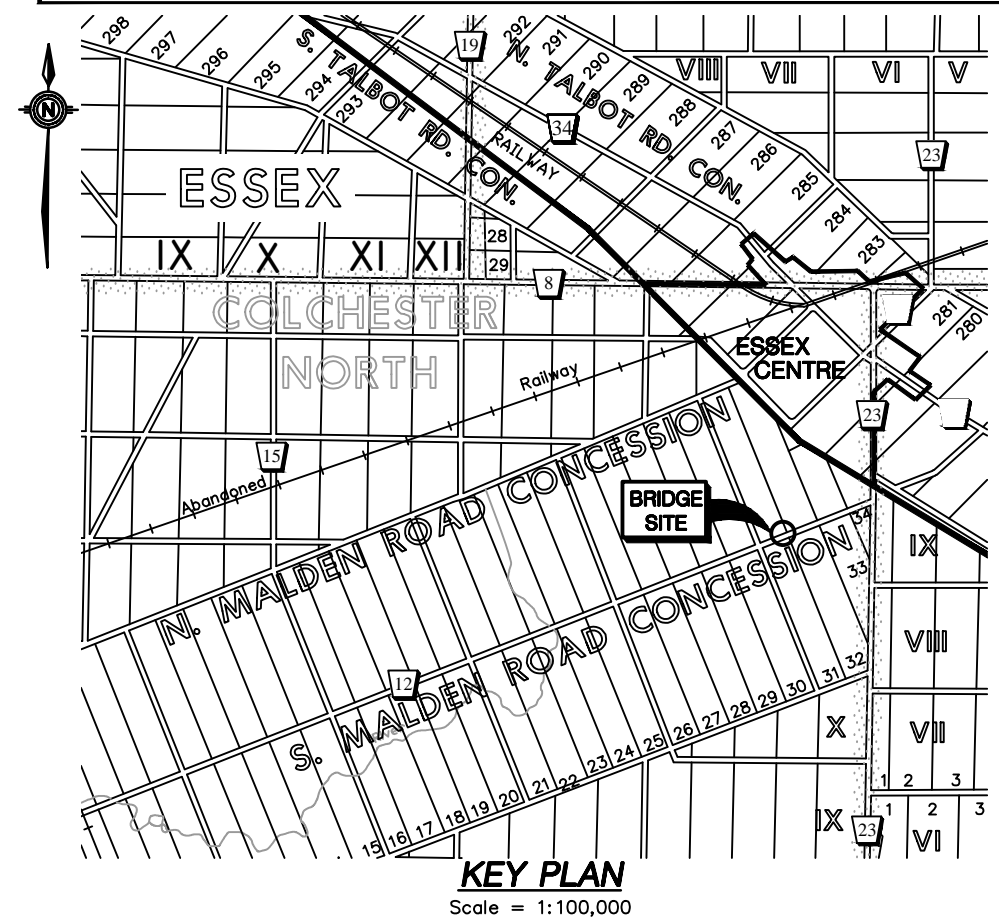 298
297
296
295
294
293
S. TALBOT RD. CON.
19
292
291
290
289
288
287
286
285
284
283
281
280
N. TALBOT RD. CON.
34
RAILWAY
VIII
VII
VI
V
23
N
ESSEX
IX
X
XI
XII
28
29
8
COLCHESTER
NORTH
ESSEX
CENTRE
Railway
Abandoned
15
23
N. MALDEN ROAD CONCESSION
BRIDGE
SITE
34
33
IX
S. MALDEN ROAD CONCESSION
12
VIII
X
VII
15
16
17
18
19
20
21
22
23
24
25
26
27
28
29
30
31
32
1 2 3
1 2 3
IX
23
VI
KEY PLAN
Scale = 1:100,000